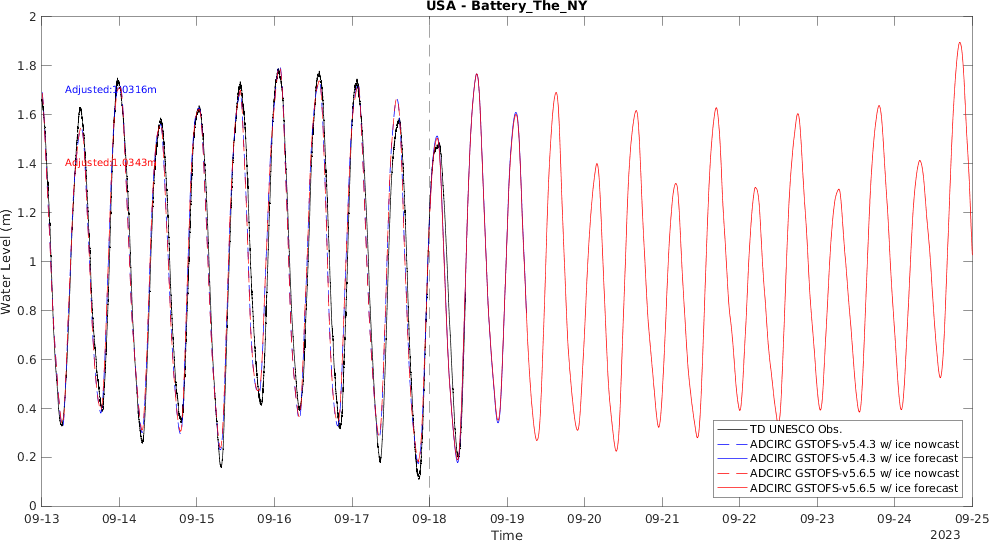 USA - Battery_The_NY
2
1.8
1.6
1.4
1.2
1
0.8
0.6
0.4
0.2
0
Water Level (m)
Adjusted:1.0316m
Adjusted:1.0343m
TD UNESCO Obs.
ADCIRC GSTOFS-v5.4.3 w/ ice nowcast
ADCIRC GSTOFS-v5.4.3 w/ ice forecast
ADCIRC GSTOFS-v5.6.5 w/ ice nowcast
ADCIRC GSTOFS-v5.6.5 w/ ice forecast
09-13 09-14 09-15 09-16 09-17 09-18 09-19 09-20 09-21 09-22 09-23 09-24 09-25
Time
2023